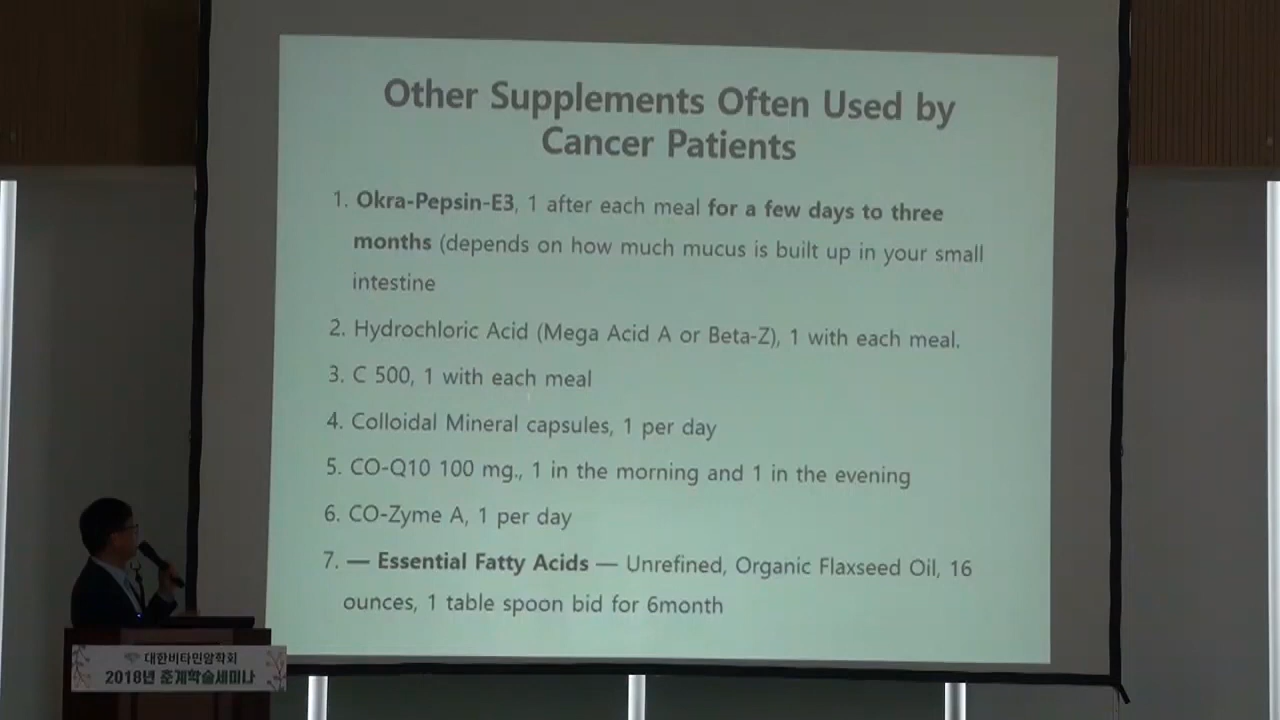 Other Supplements Often Used by
Cancer Patients
1. Okra-Pepsin-E3, 1 after each meal for a few days to three
months (depends on how much mucus is built up in your small
intestine
2. Hydrochloric Acid (Mega Acid A or Beta-Z), 1 with each meal.
3. C 500, 1 with each meal
4. Colloidal Mineral capsules, 1 per day
5. CO-Q10 100 mg., 1 in the morning and 1 in the evening
6. CO-Zyme A, 1 per day
7. — Essential Fatty Acids — Unrefined, Organic Flaxseed Oil, 16
ounces, 1 table spoon bid for 6month
대한비타민암학회
2018년 춘계학술세미나